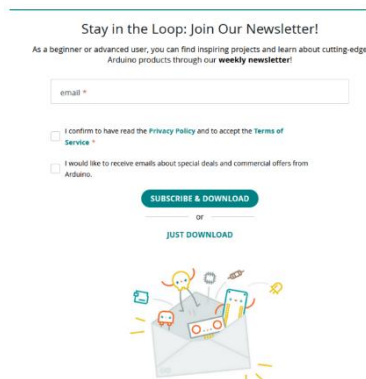 Stay in the Loop: Join Our Newsletter!
As a beginner or advanced user, you can find inspiring projects and learn about cutting-edge
Arduino products through our weekly newsletter!
email *
I confirm to have read the Privacy Policy and to accept the Terms of
Service *
I would like to receive emails about special deals and commercial offers from
Arduino.
SUBSCRIBE & DOWNLOAD
or
JUST DOWNLOAD